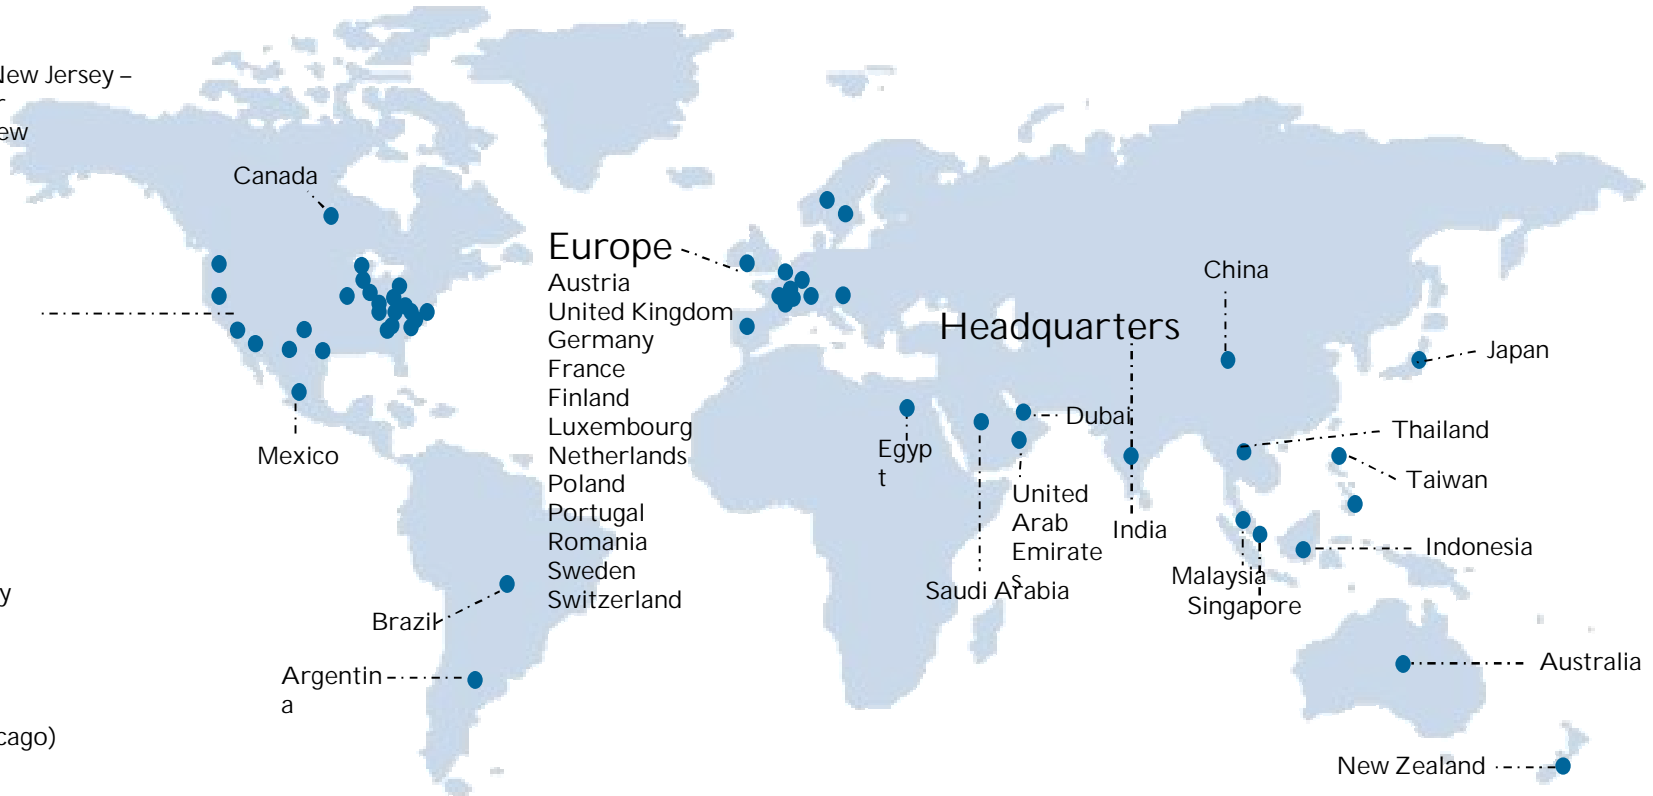 New Jersey –
ew
Canada
Europe
Austria
United Kingdom
Germany
France
Finland
Luxembourg
Netherlands
Poland
Portugal
Romania
Sweden
Switzerland
Headquarters
China
Japan
Mexico
Egyp
t
Dubai
Thailand
Taiwan
United
Arab
Emirate
s
India
Saudi Arabia
Indonesia
Malaysia
Singapore
y
Brazil
Argentin
a
Australia
cago)
New Zealand